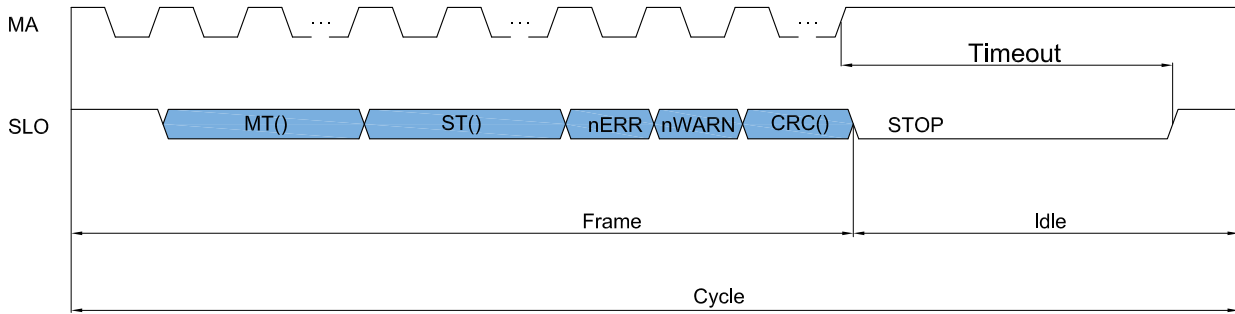 MA ... ... ...
Timeout
SLO MT() ST() nERR nWARN CRC() STOP
Frame Idle
Cycle